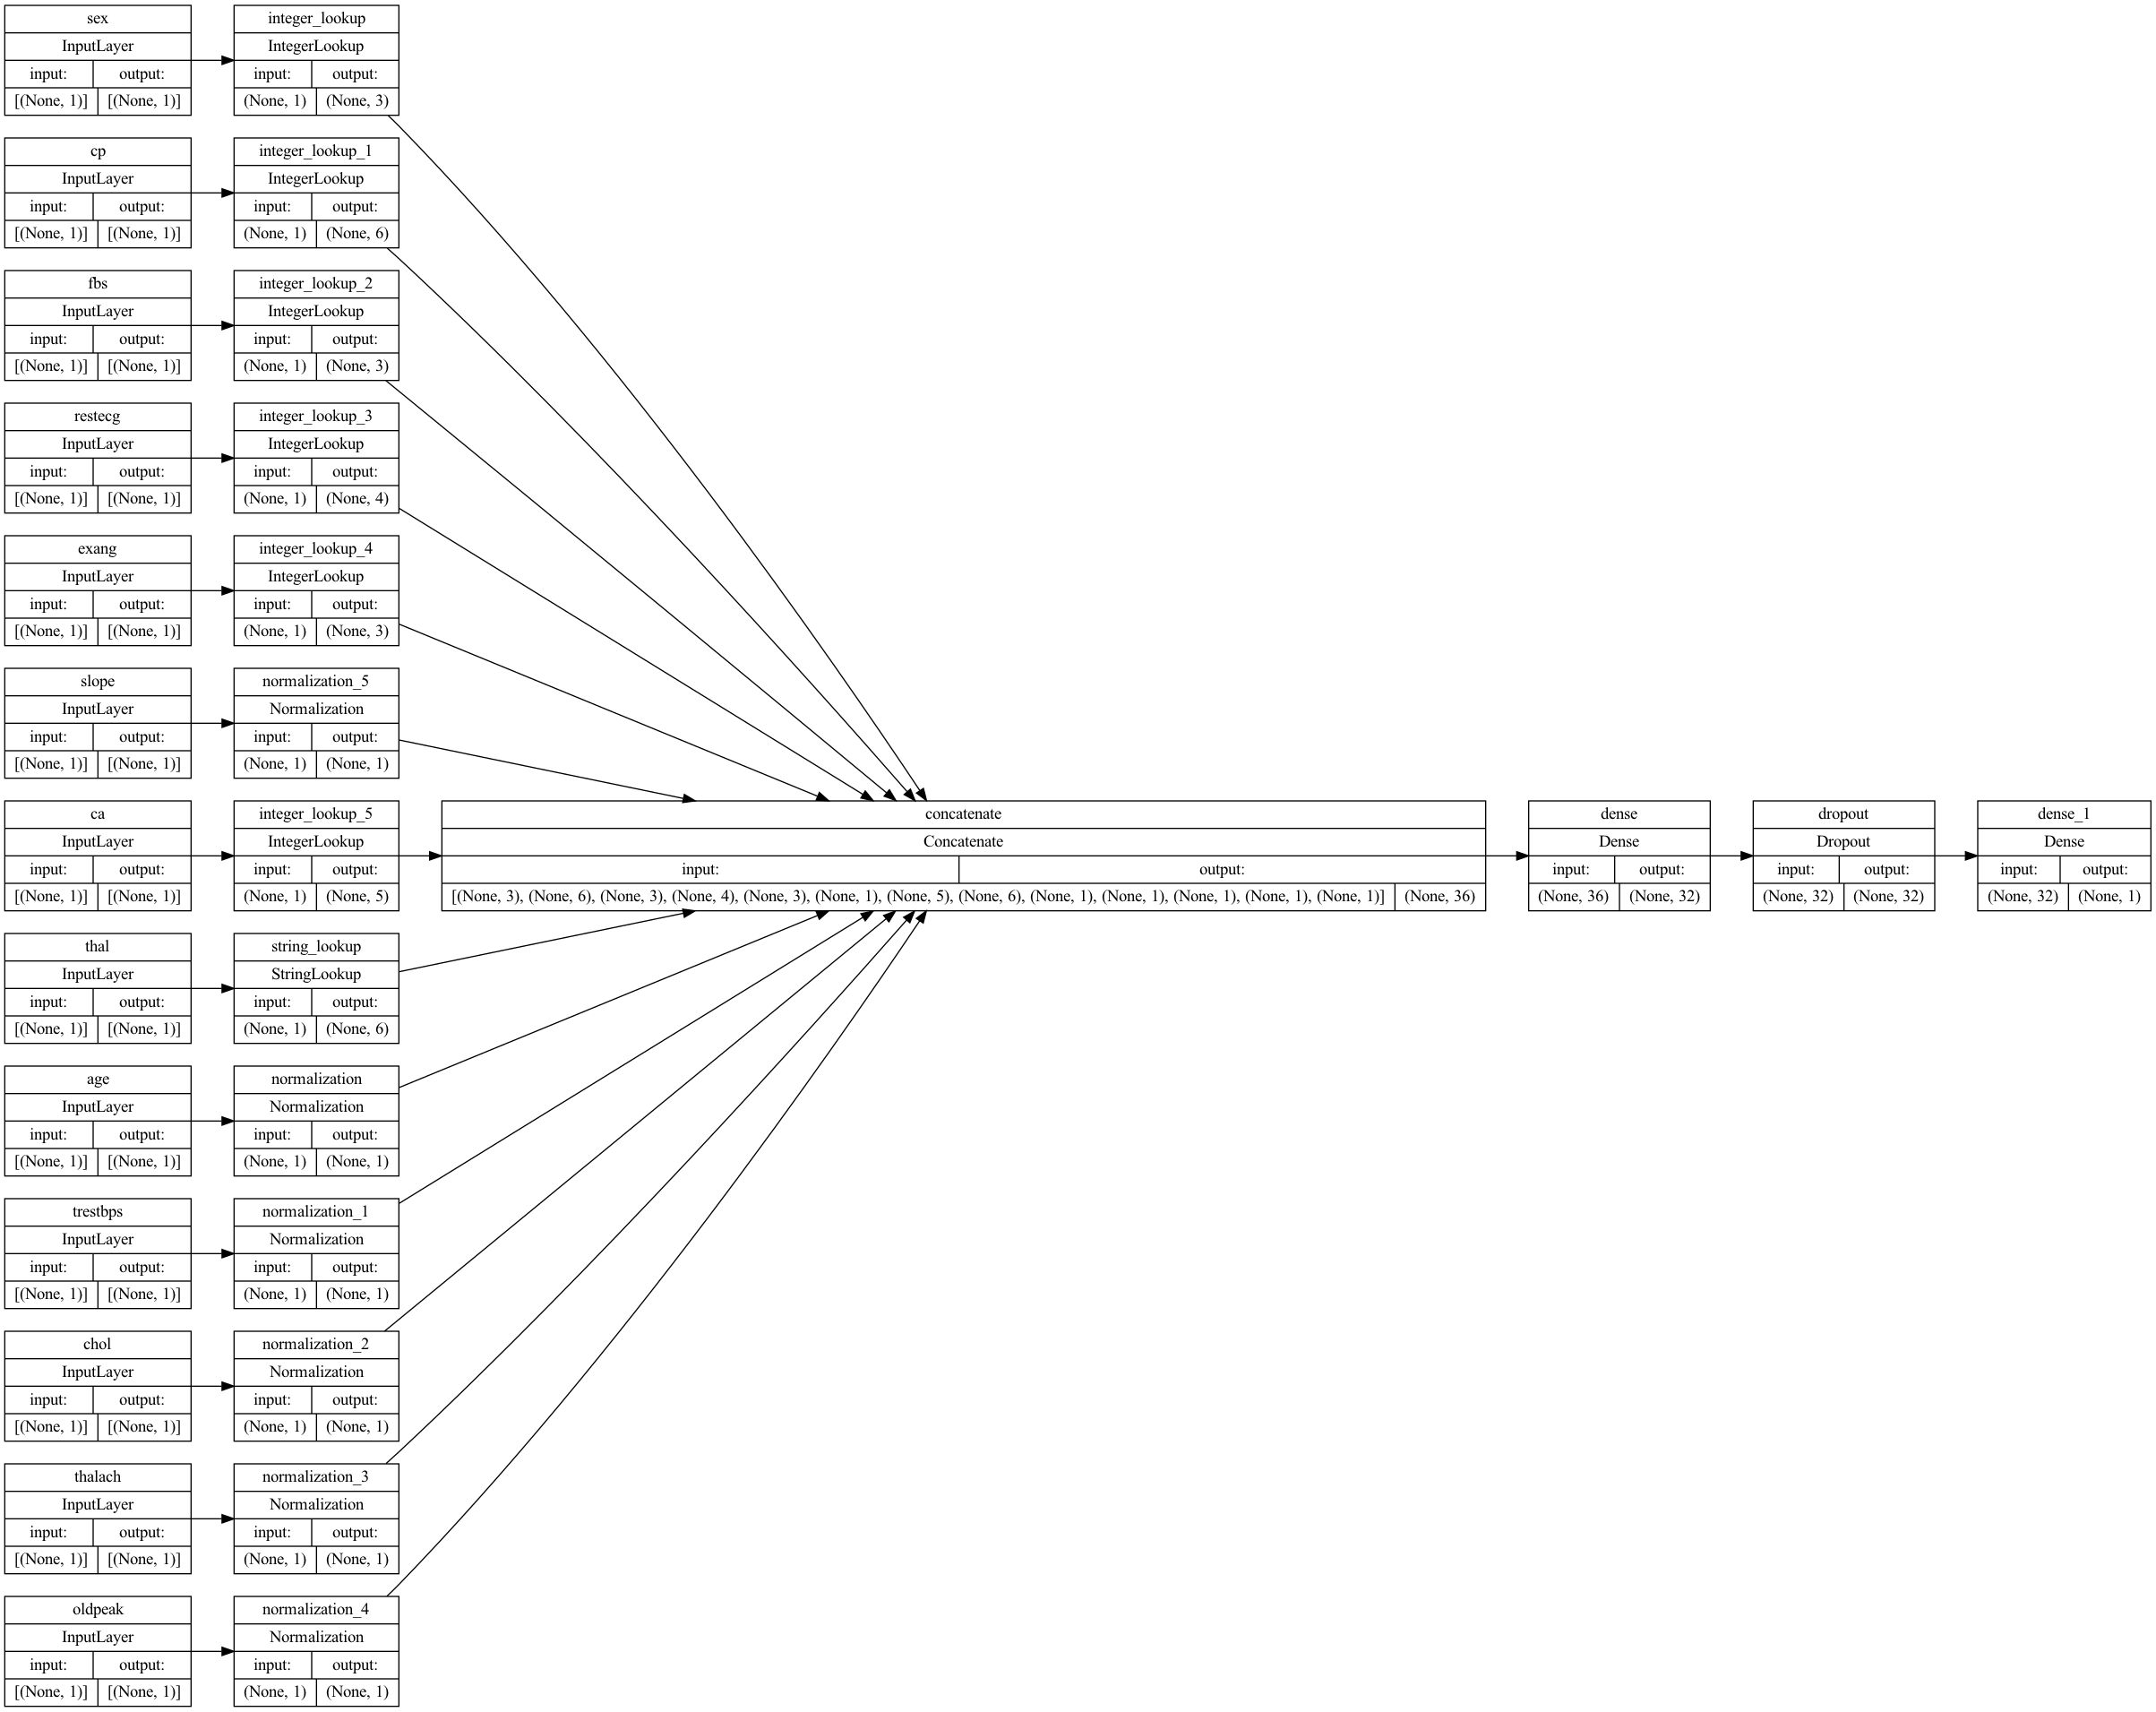 sex
InputLayer
input: output:
[(None, 1)] [(None, 1)]
integer_lookup
IntegerLookup
input: output:
(None, 1) (None, 3)
cp
InputLayer
input: output:
[(None, 1)] [(None, 1)]
integer_lookup_1
IntegerLookup
input: output:
(None, 1) (None, 6)
fbs
InputLayer
input: output:
[(None, 1)] [(None, 1)]
integer_lookup_2
IntegerLookup
input: output:
(None, 1) (None, 3)
restecg
InputLayer
input: output:
[(None, 1)] [(None, 1)]
integer_lookup_3
IntegerLookup
input: output:
(None, 1) (None, 4)
exang
InputLayer
input: output:
[(None, 1)] [(None, 1)]
integer_lookup_4
IntegerLookup
input: output:
(None, 1) (None, 3)
slope
InputLayer
input: output:
[(None, 1)] [(None, 1)]
normalization_5
Normalization
input: output:
(None, 1) (None, 1)
ca
InputLayer
input: output:
[(None, 1)] [(None, 1)]
integer_lookup_5
IntegerLookup
input: output:
(None, 1) (None, 5)
concatenate
Concatenate
input: output:
[(None, 3), (None, 6), (None, 3), (None, 4), (None, 3), (None, 1), (None, 5), (None, 6), (None, 1), (None, 1), (None, 1), (None, 1), (None, 1)] (None, 36)
dense
Dense
input: output:
(None, 36) (None, 32)
dropout
Dropout
input: output:
(None, 32) (None, 32)
dense_1
Dense
input: output:
(None, 32) (None, 1)
thal
InputLayer
input: output:
[(None, 1)] [(None, 1)]
string_lookup
StringLookup
input: output:
(None, 1) (None, 6)
age
InputLayer
input: output:
[(None, 1)] [(None, 1)]
normalization
Normalization
input: output:
(None, 1) (None, 1)
trestbps
InputLayer
input: output:
[(None, 1)] [(None, 1)]
normalization_1
Normalization
input: output:
(None, 1) (None, 1)
chol
InputLayer
input: output:
[(None, 1)] [(None, 1)]
normalization_2
Normalization
input: output:
(None, 1) (None, 1)
thalach
InputLayer
input: output:
[(None, 1)] [(None, 1)]
normalization_3
Normalization
input: output:
(None, 1) (None, 1)
oldpeak
InputLayer
input: output:
[(None, 1)] [(None, 1)]
normalization_4
Normalization
input: output:
(None, 1) (None, 1)